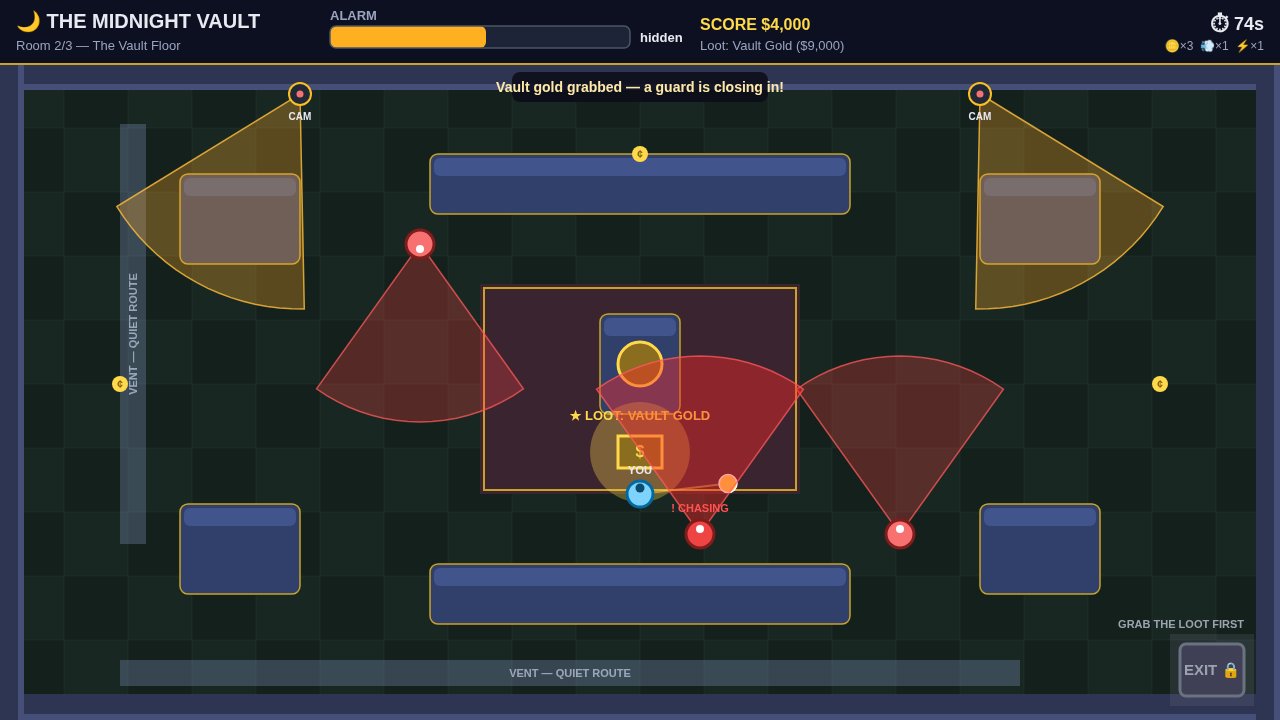 🌙 THE MIDNIGHT VAULT
Room 2/3 — The Vault Floor
ALARM
hidden
SCORE $4,000
Loot: Vault Gold ($9,000)
⏱ 74s
🪙×3 💨×1 ⚡×1
Vault gold grabbed — a guard is closing in!
CAM
CAM
¢
VENT — QUIET ROUTE
¢
¢
★ LOOT: VAULT GOLD
$
YOU
! CHASING
GRAB THE LOOT FIRST
EXIT 🔒
VENT — QUIET ROUTE